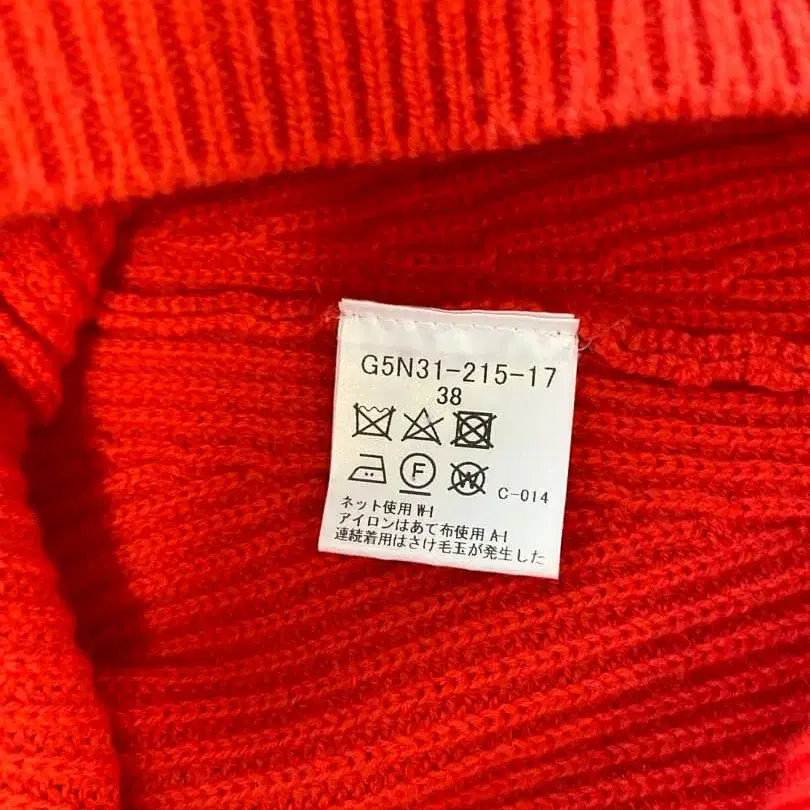 G5N31-215-17
38
F W C-014
ネット使用 W-I
アイロンはあて布使用 A-I
連続着用はさけ毛玉が発生した